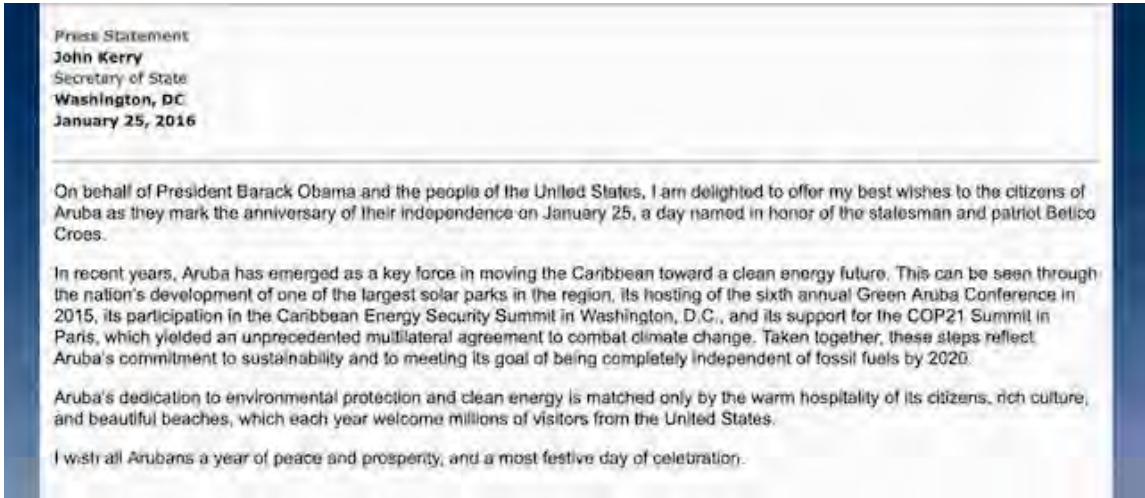 Press Statement
John Kerry
Secretary of State
Washington, DC
January 25, 2016
On behalf of President Barack Obama and the people of the United States, I am delighted to offer my best wishes to the citizens of
Aruba as they mark the anniversary of their independence on January 25, a day named in honor of the statesman and patriot Betico
Croes.
In recent years, Aruba has emerged as a key force in moving the Caribbean toward a clean energy future. This can be seen through
the nation's development of one of the largest solar parks in the region, its hosting of the sixth annual Green Aruba Conference in
2015, its participation in the Caribbean Energy Security Summit in Washington, D.C., and its support for the COP21 Summit in
Paris, which yielded an unprecedented multilateral agreement to combat climate change. Taken together, these steps reflect
Aruba's commitment to sustainability and to meeting its goal of being completely independent of fossil fuels by 2020.
Aruba's dedication to environmental protection and clean energy is matched only by the warm hospitality of its citizens, rich culture,
and beautiful beaches, which each year welcome millions of visitors from the United States.
I wish all Arubans a year of peace and prosperity, and a most festive day of celebration.